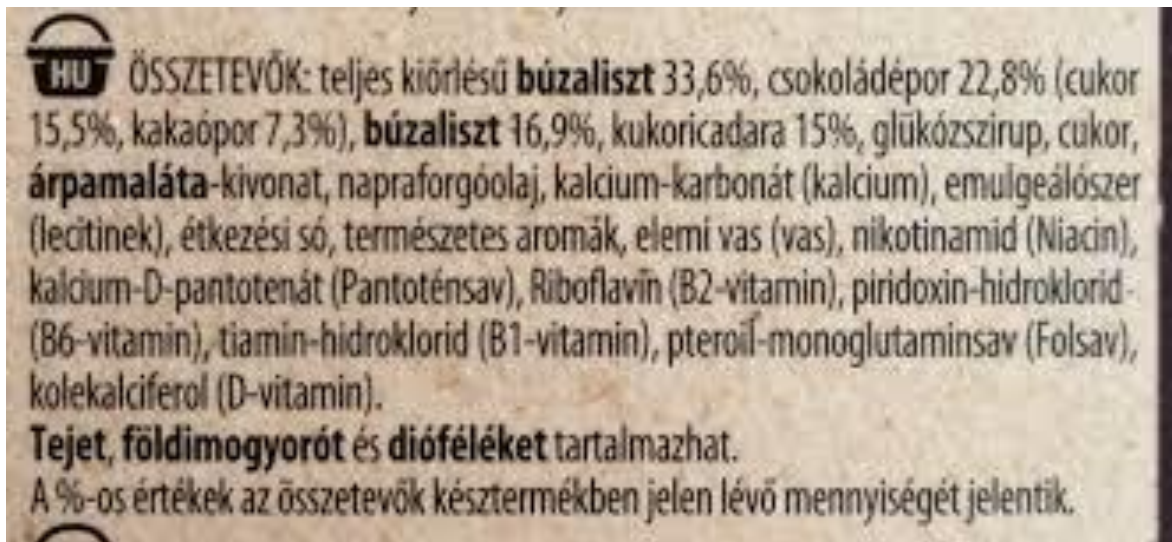 HU ÖSSZETEVŐK: teljes kiőrlésű búzaliszt 33,6%, csokoládépor 22,8% (cukor
15,5%, kakaópor 7,3%), búzaliszt 16,9%, kukoricadara 15%, glükózszirup, cukor,
árpamaláta-kivonat, napraforgóolaj, kalcium-karbonát (kalcium), emulgeálószer
(lecitinek), étkezési só, természetes aromák, elemi vas (vas), nikotinamid (Niacin),
kalcium-D-pantotenát (Pantoténsav), Riboflavin (B2-vitamin), piridoxin-hidroklorid
(B6-vitamin), tiamin-hidroklorid (B1-vitamin), pteroil-monoglutaminsav (Folsav),
kolekalciferol (D-vitamin).
Tejet, földimogyorót és dióféléket tartalmazhat.
A %-os értékek az összetevők késztermékben jelen lévő mennyiségét jelentik.